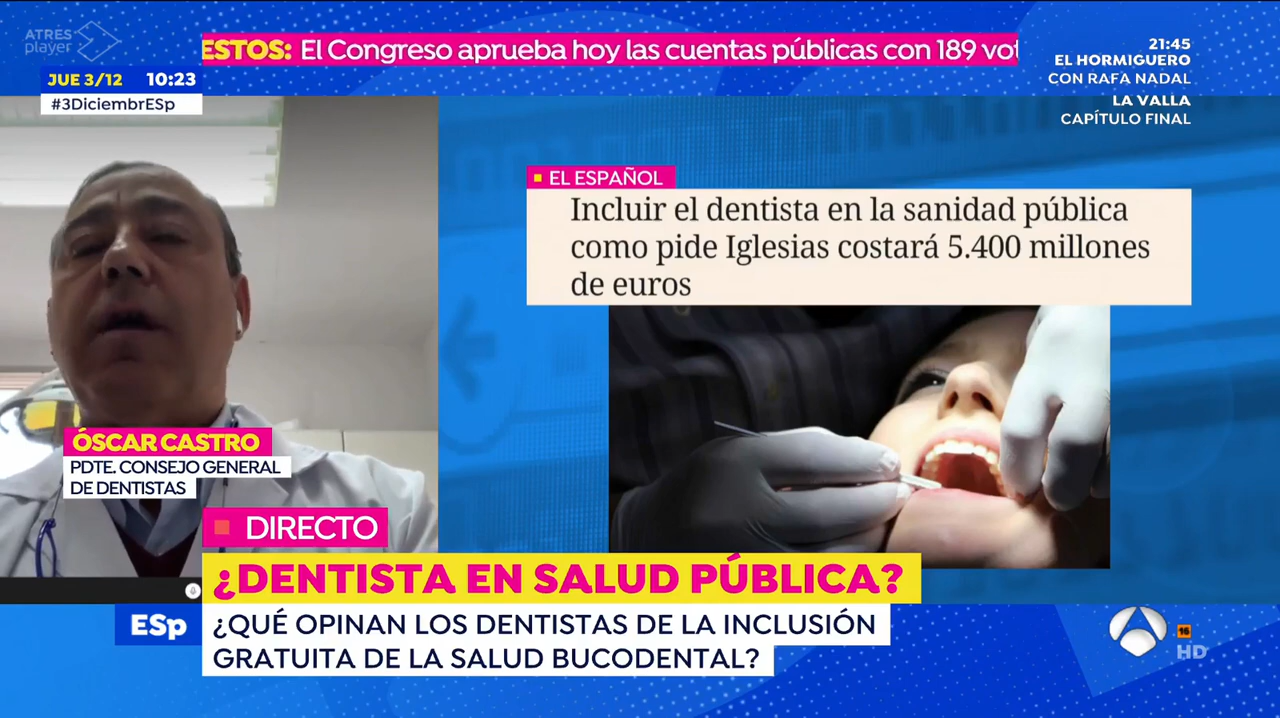 ATRES
player
ESTOS: El Congreso aprueba hoy las cuentas públicas con 189
JUE 3/12 10:23
#3DiciembrESp
21:45
EL HORMIGUERO
CON RAFA NADAL
LA VALLA
CAPÍTULO FINAL
EL ESPAÑOL
Incluir el dentista en la sanidad pública
como pide Iglesias costará 5.400 millones
de euros
ÓSCAR CASTRO
PDTE. CONSEJO GENERAL
DE DENTISTAS
DIRECTO
¿DENTISTA EN SALUD PÚBLICA?
ESp
¿QUÉ OPINAN LOS DENTISTAS DE LA INCLUSIÓN
GRATUITA DE LA SALUD BUCODENTAL?
16
HD